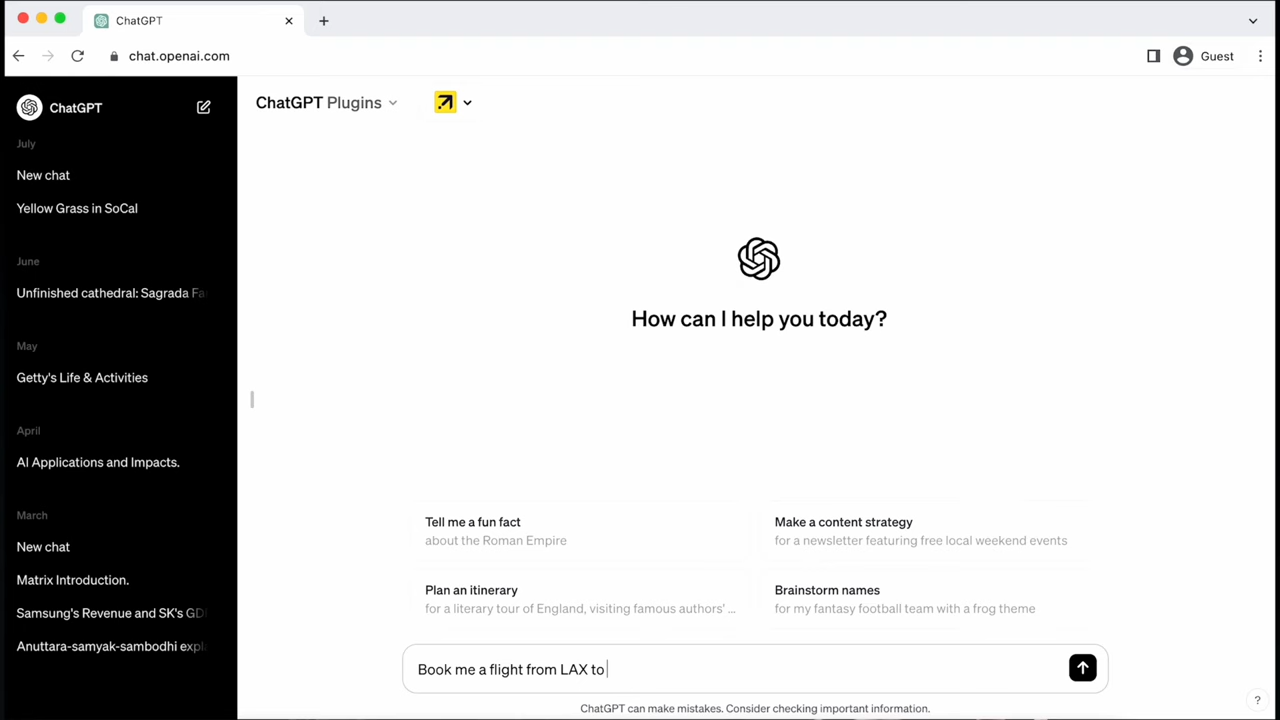 ChatGPT
chat.openai.com
Guest
ChatGPT
July
New chat
Yellow Grass in SoCal
June
Unfinished cathedral: Sagrada Fa
May
Getty's Life & Activities
April
AI Applications and Impacts.
March
New chat
Matrix Introduction.
Samsung's Revenue and SK's GD
Anuttara-samyak-sambodhi expl
ChatGPT Plugins
How can I help you today?
Tell me a fun fact
about the Roman Empire
Make a content strategy
for a newsletter featuring free local weekend events
Plan an itinerary
for a literary tour of England, visiting famous authors' ...
Brainstorm names
for my fantasy football team with a frog theme
Book me a flight from LAX to
ChatGPT can make mistakes. Consider checking important information.
?